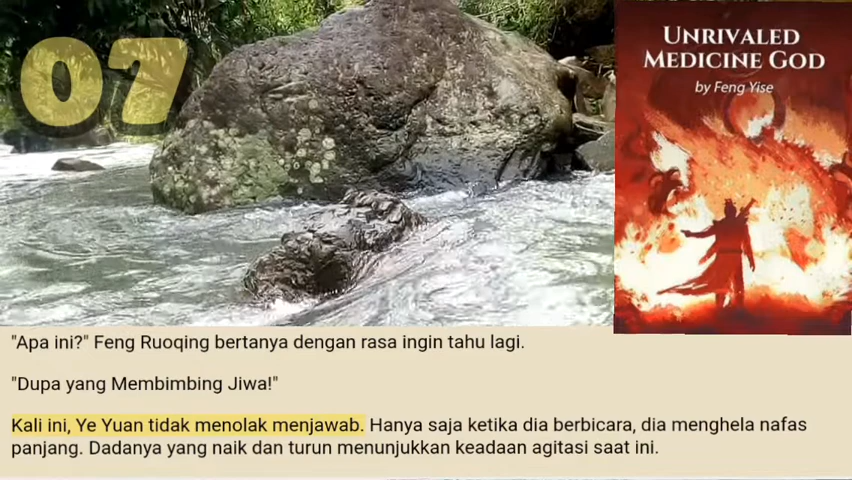 07
UNRIVALED
MEDICINE GOD
by Feng Yise
"Apa ini?" Feng Ruoqing bertanya dengan rasa ingin tahu lagi.
"Dupa yang Membimbing Jiwa!"
Kali ini, Ye Yuan tidak menolak menjawab. Hanya saja ketika dia berbicara, dia menghela nafas
panjang. Dadanya yang naik dan turun menunjukkan keadaan agitasi saat ini.